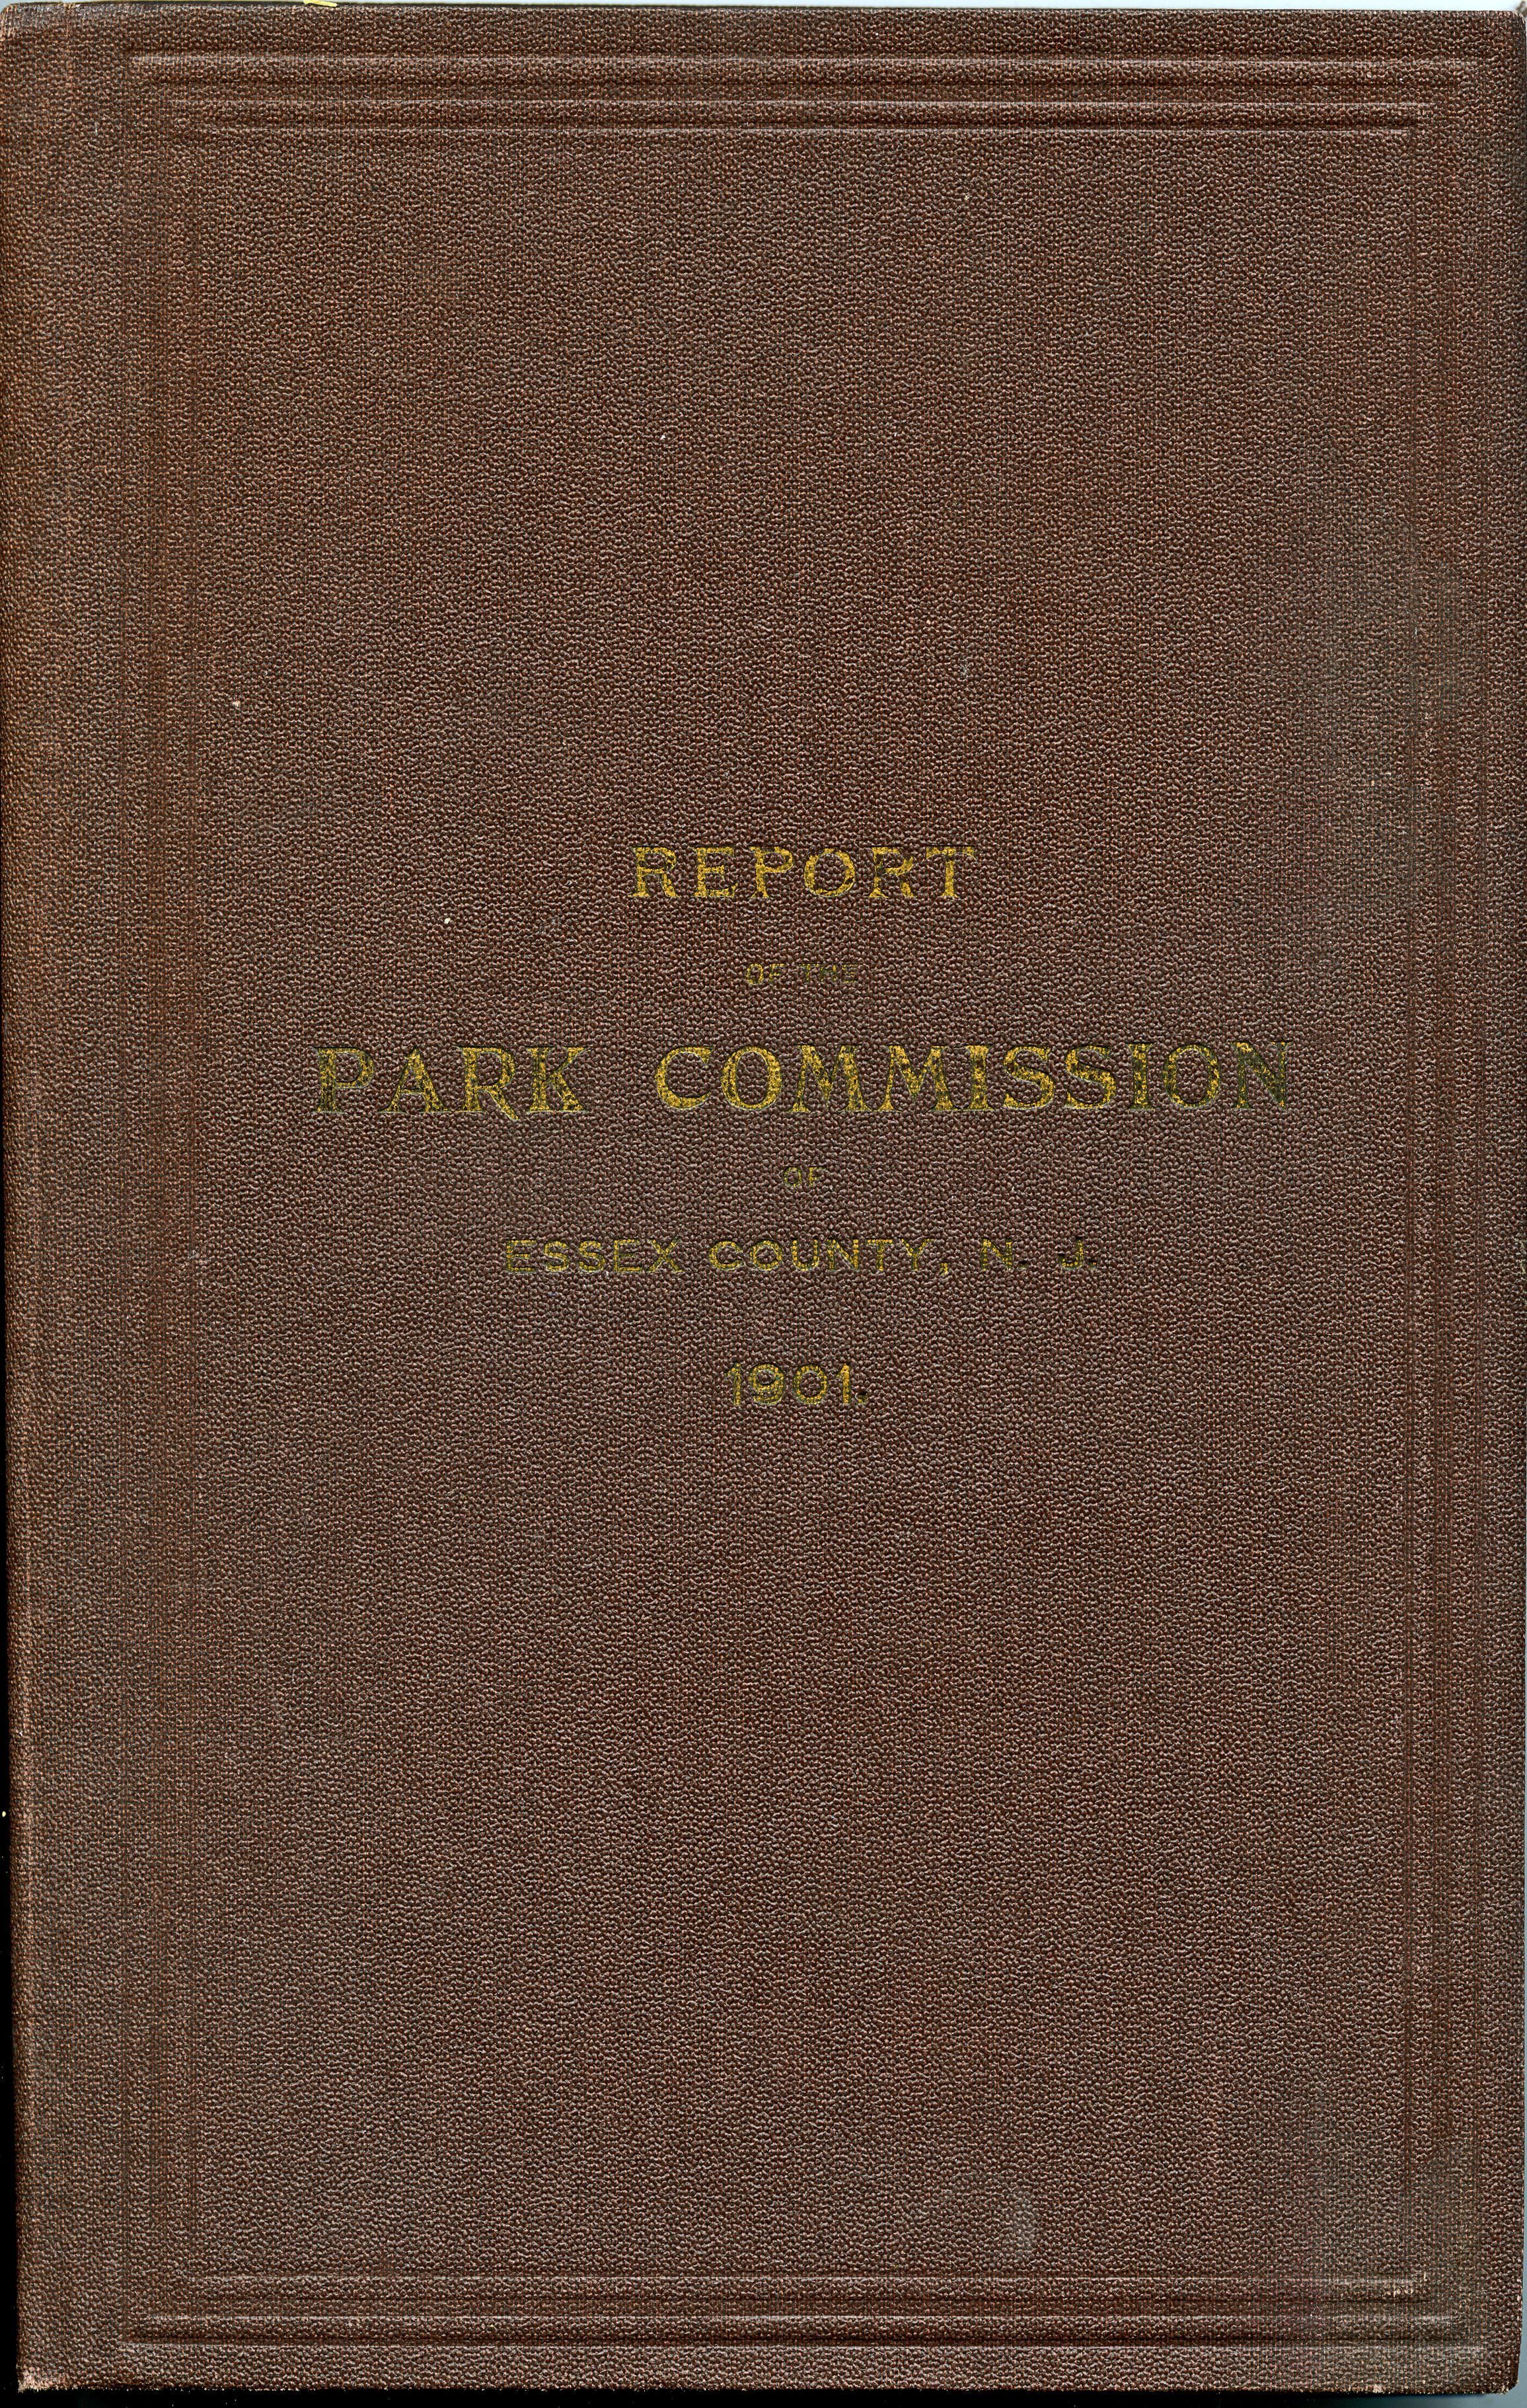 REPORT
OF THE
PARK COMMISSION
OF
ESSEX COUNTY, N. J.
1901.